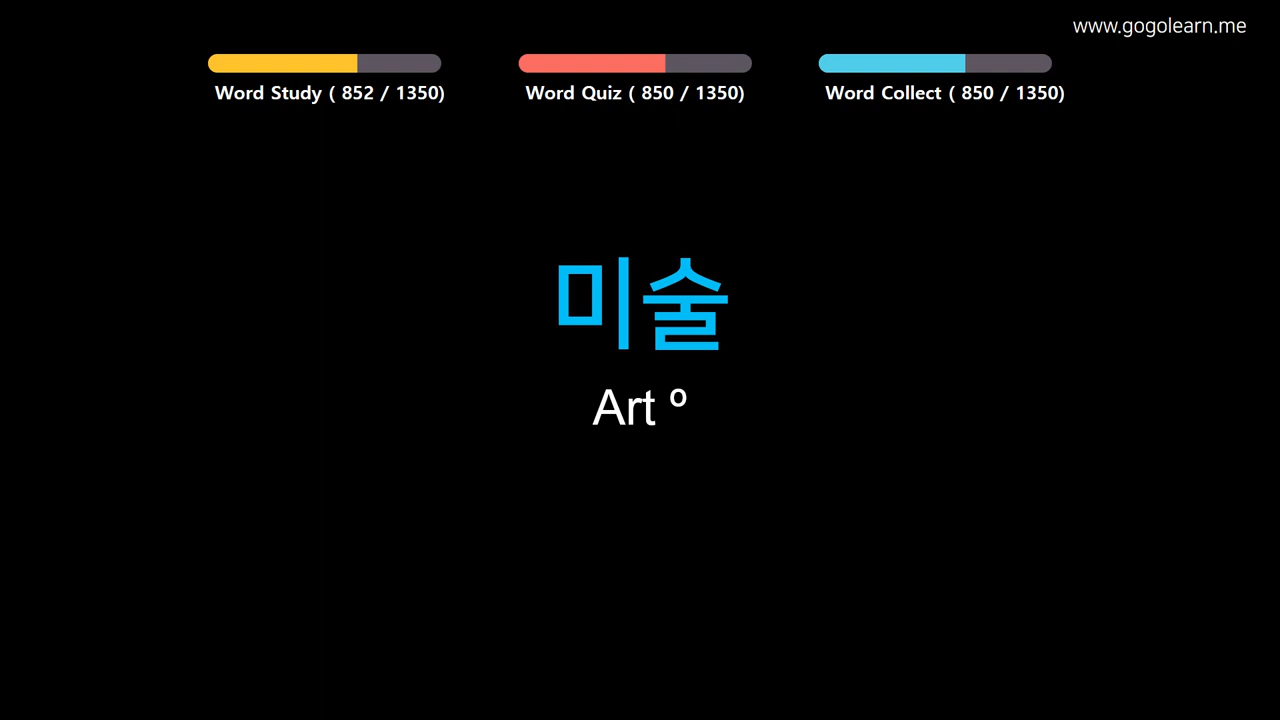 www.gogolearn.me
Word Study ( 852 / 1350)
Word Quiz ( 850 / 1350)
Word Collect ( 850 / 1350)
미술
Art º